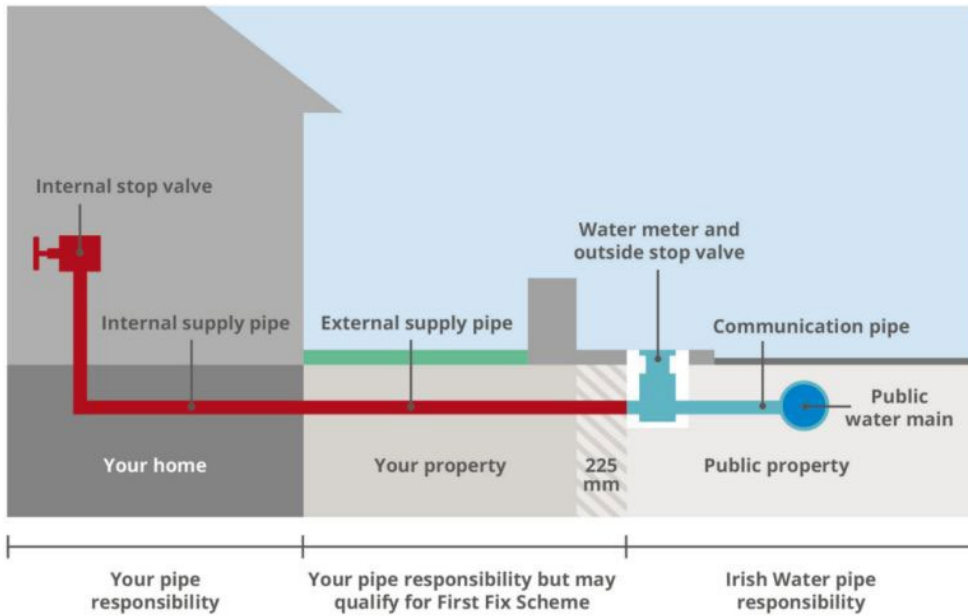 Internal stop valve
Water meter and
outside stop valve
Internal supply pipe
External supply pipe
Communication pipe
Public
water main
Your home
Your property
225
mm
Public property
Your pipe
responsibility
Your pipe responsibility but may
qualify for First Fix Scheme
Irish Water pipe
responsibility